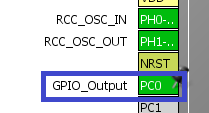 VDD..
RCC_OSC_IN PH0-..
RCC_OSC_OUT PH1-..
NRST
GPIO_Output PC0
PC1